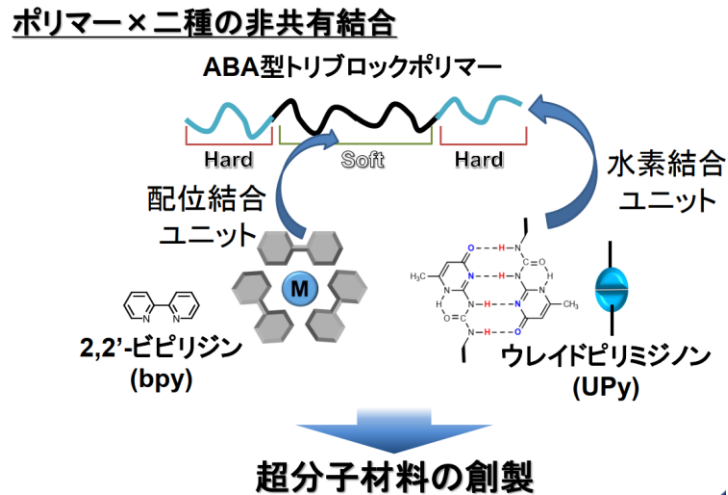 ポリマー×二種の非共有結合
ABA型トリブロックポリマー
Hard
Soft
Hard
配位結合
ユニット
水素結合
ユニット
M
2,2'-ビピリジン
(bpy)
O
H
N
H₃C
N
H
N
C
O
N
H
H
N
C
O
H
N
H
N
N
CH₃
N
H
O
ウレイドピリミジノン
(UPy)
超分子材料の創製